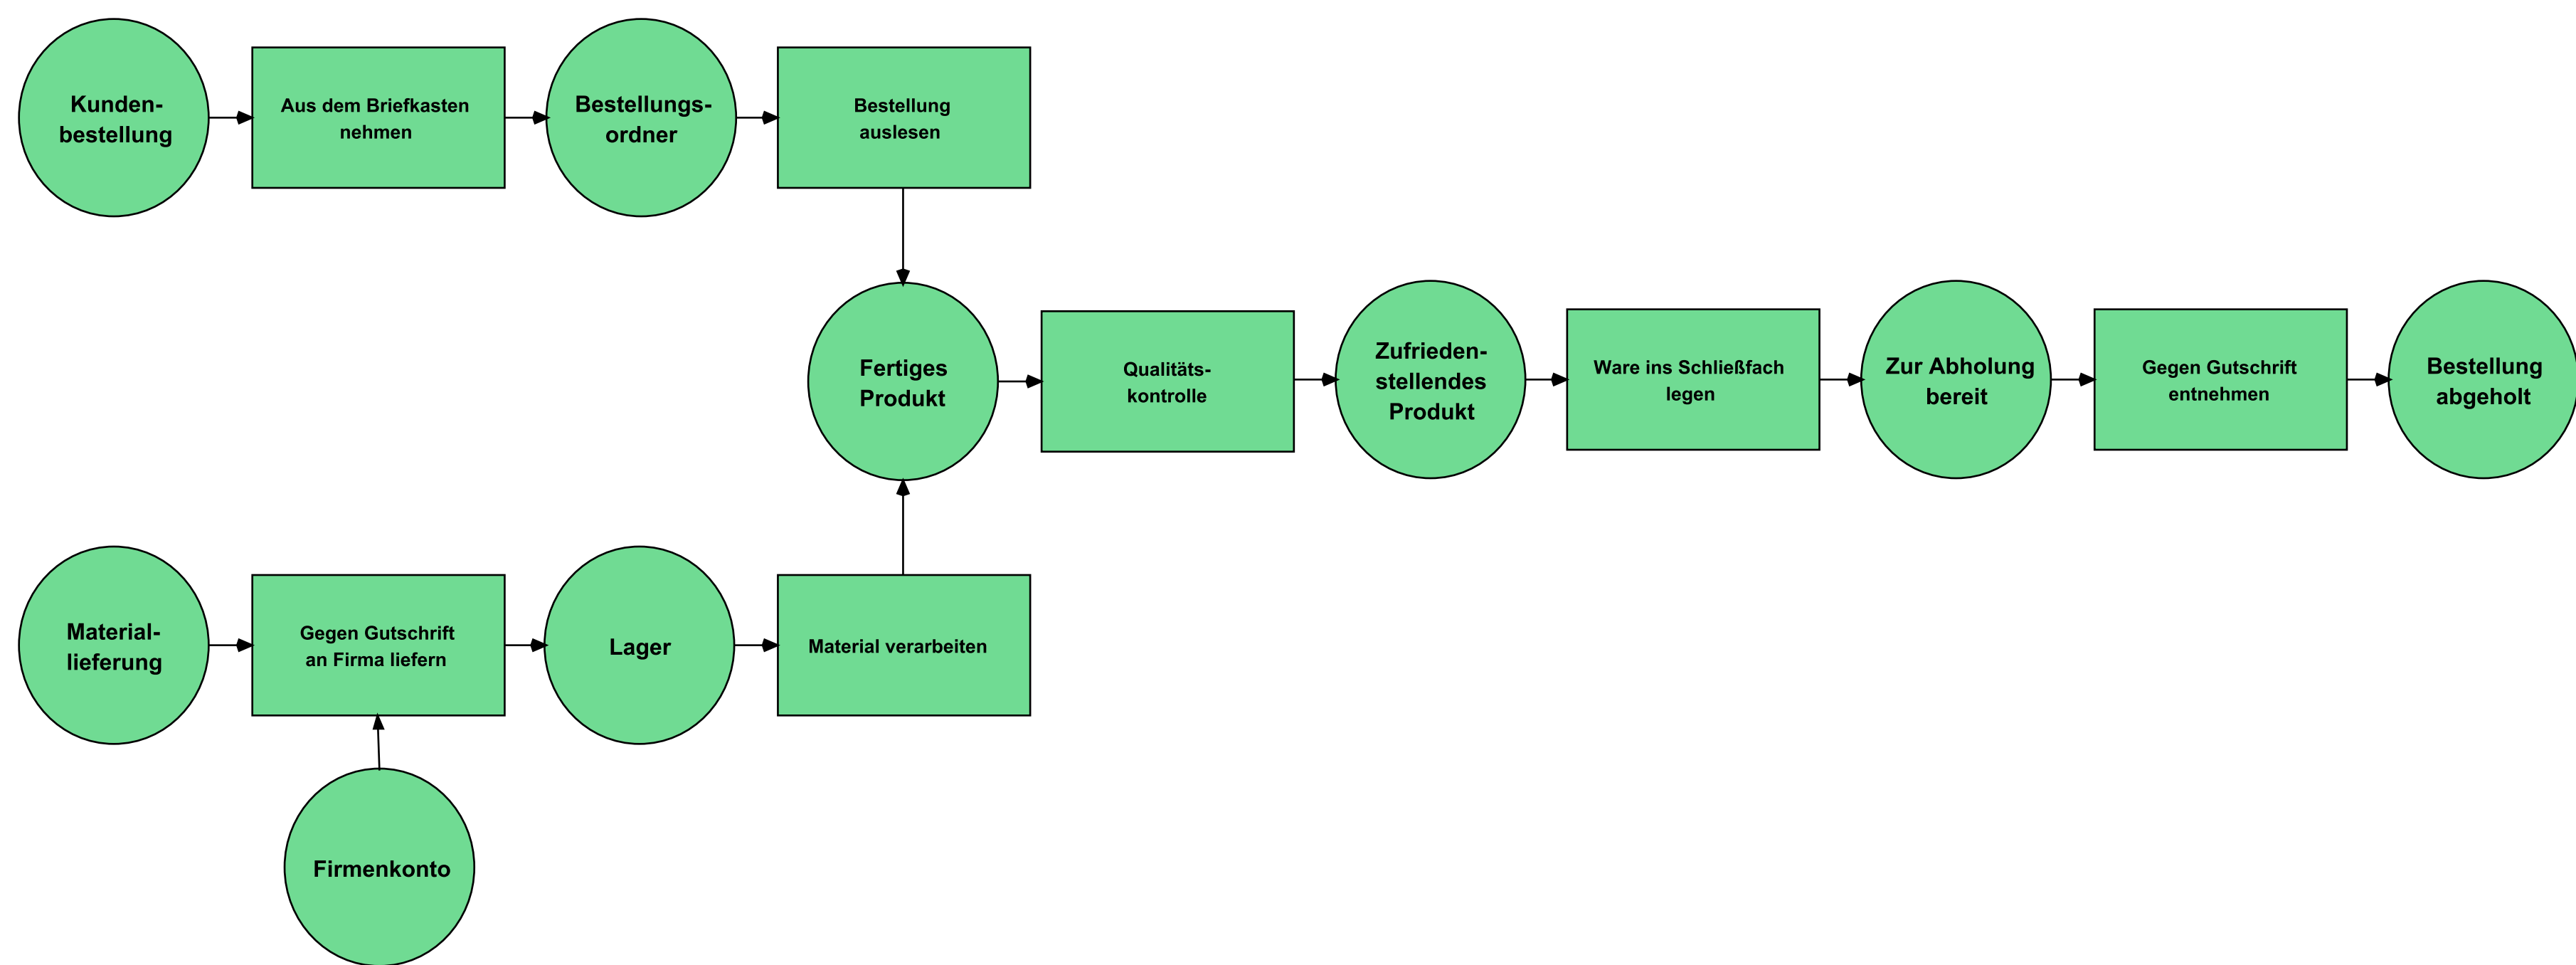 Kunden-
bestellung
Aus dem Briefkasten
nehmen
Bestellungs-
ordner
Bestellung
auslesen
Fertiges
Produkt
Qualitäts-
kontrolle
Zufrieden-
stellendes
Produkt
Ware ins Schließfach
legen
Zur Abholung
bereit
Gegen Gutschrift
entnehmen
Bestellung
abgeholt
Material-
lieferung
Gegen Gutschrift
an Firma liefern
Lager
Material verarbeiten
Firmenkonto